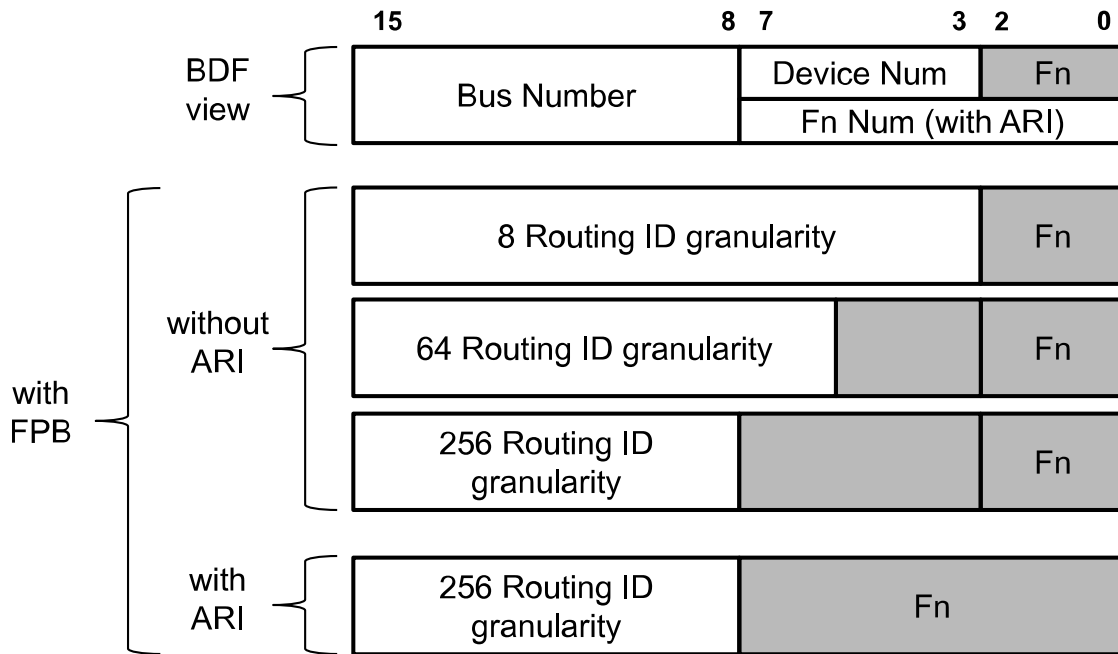 15 8 7 3 2 0
BDF
view
Bus Number
Device Num
Fn
Fn Num (with ARI)
with
FPB
without
ARI
8 Routing ID granularity
Fn
64 Routing ID granularity
Fn
256 Routing ID
granularity
Fn
with
ARI
256 Routing ID
granularity
Fn